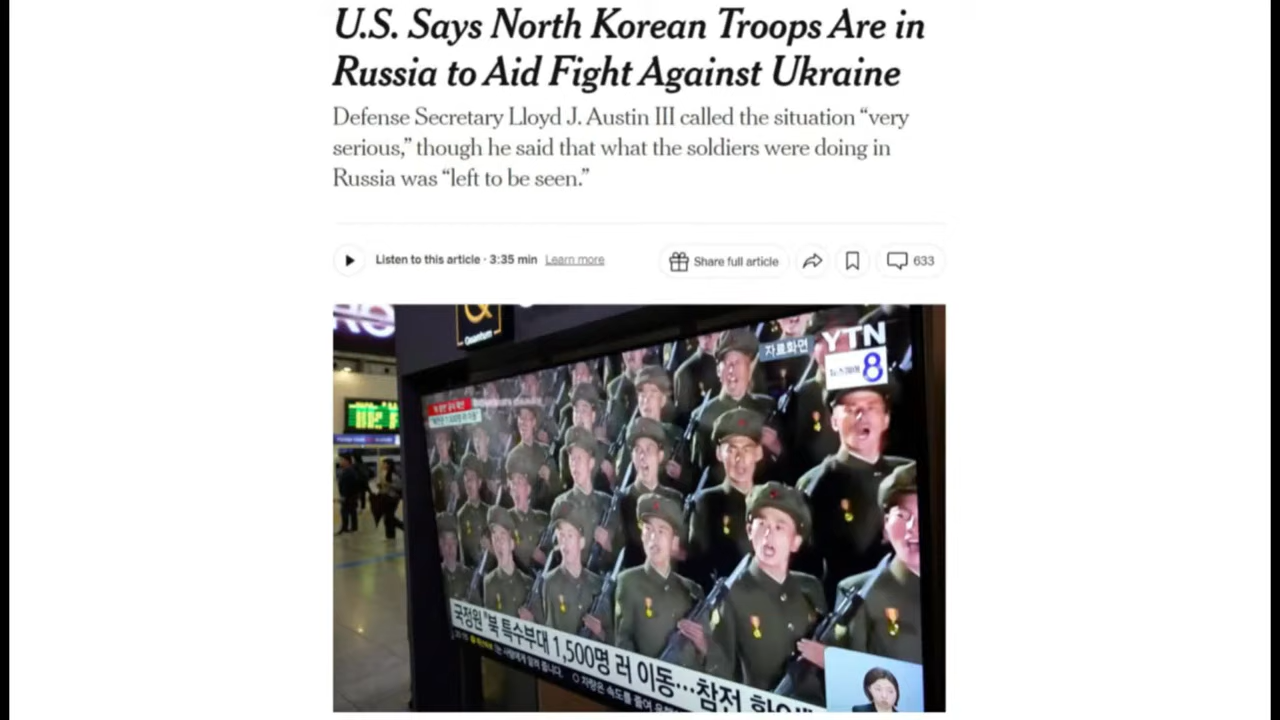 U.S. Says North Korean Troops Are in
Russia to Aid Fight Against Ukraine
Defense Secretary Lloyd J. Austin III called the situation “very
serious,” though he said that what the soldiers were doing in
Russia was “left to be seen.”
Listen to this article · 3:35 min Learn more
Share full article
633
Quantum
자료화면
YTN
8
국정원 "북 특수부대 1,500명 러 이동…참전